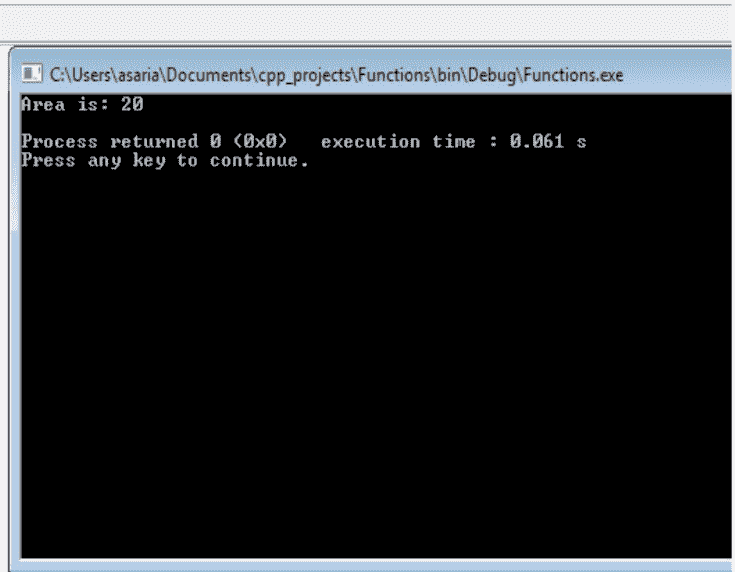 C:\Users\asaria\Documents\cpp_projects\Functions\bin\Debug\Functions.exe
Area is: 20
Process returned 0 (0x0)   execution time : 0.061 s
Press any key to continue.